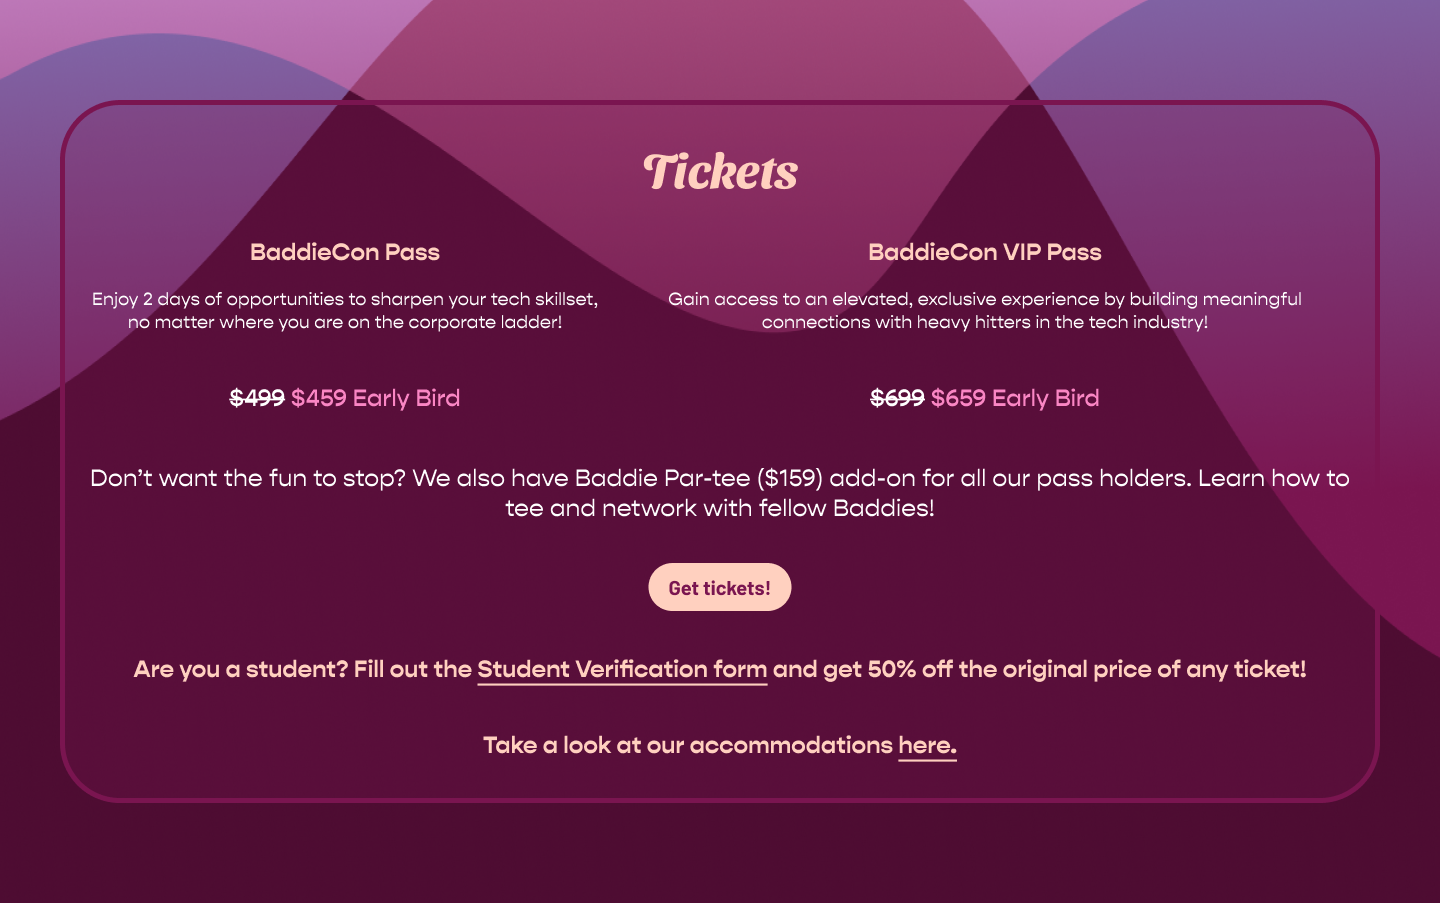 Tickets
BaddieCon Pass
Enjoy 2 days of opportunities to sharpen your tech skillset,
no matter where you are on the corporate ladder!
$499 $459 Early Bird
BaddieCon VIP Pass
Gain access to an elevated, exclusive experience by building meaningful
connections with heavy hitters in the tech industry!
$699 $659 Early Bird
Don’t want the fun to stop? We also have Baddie Par-tee ($159) add-on for all our pass holders. Learn how to
tee and network with fellow Baddies!
Get tickets!
Are you a student? Fill out the Student Verification form and get 50% off the original price of any ticket!
Take a look at our accommodations here.